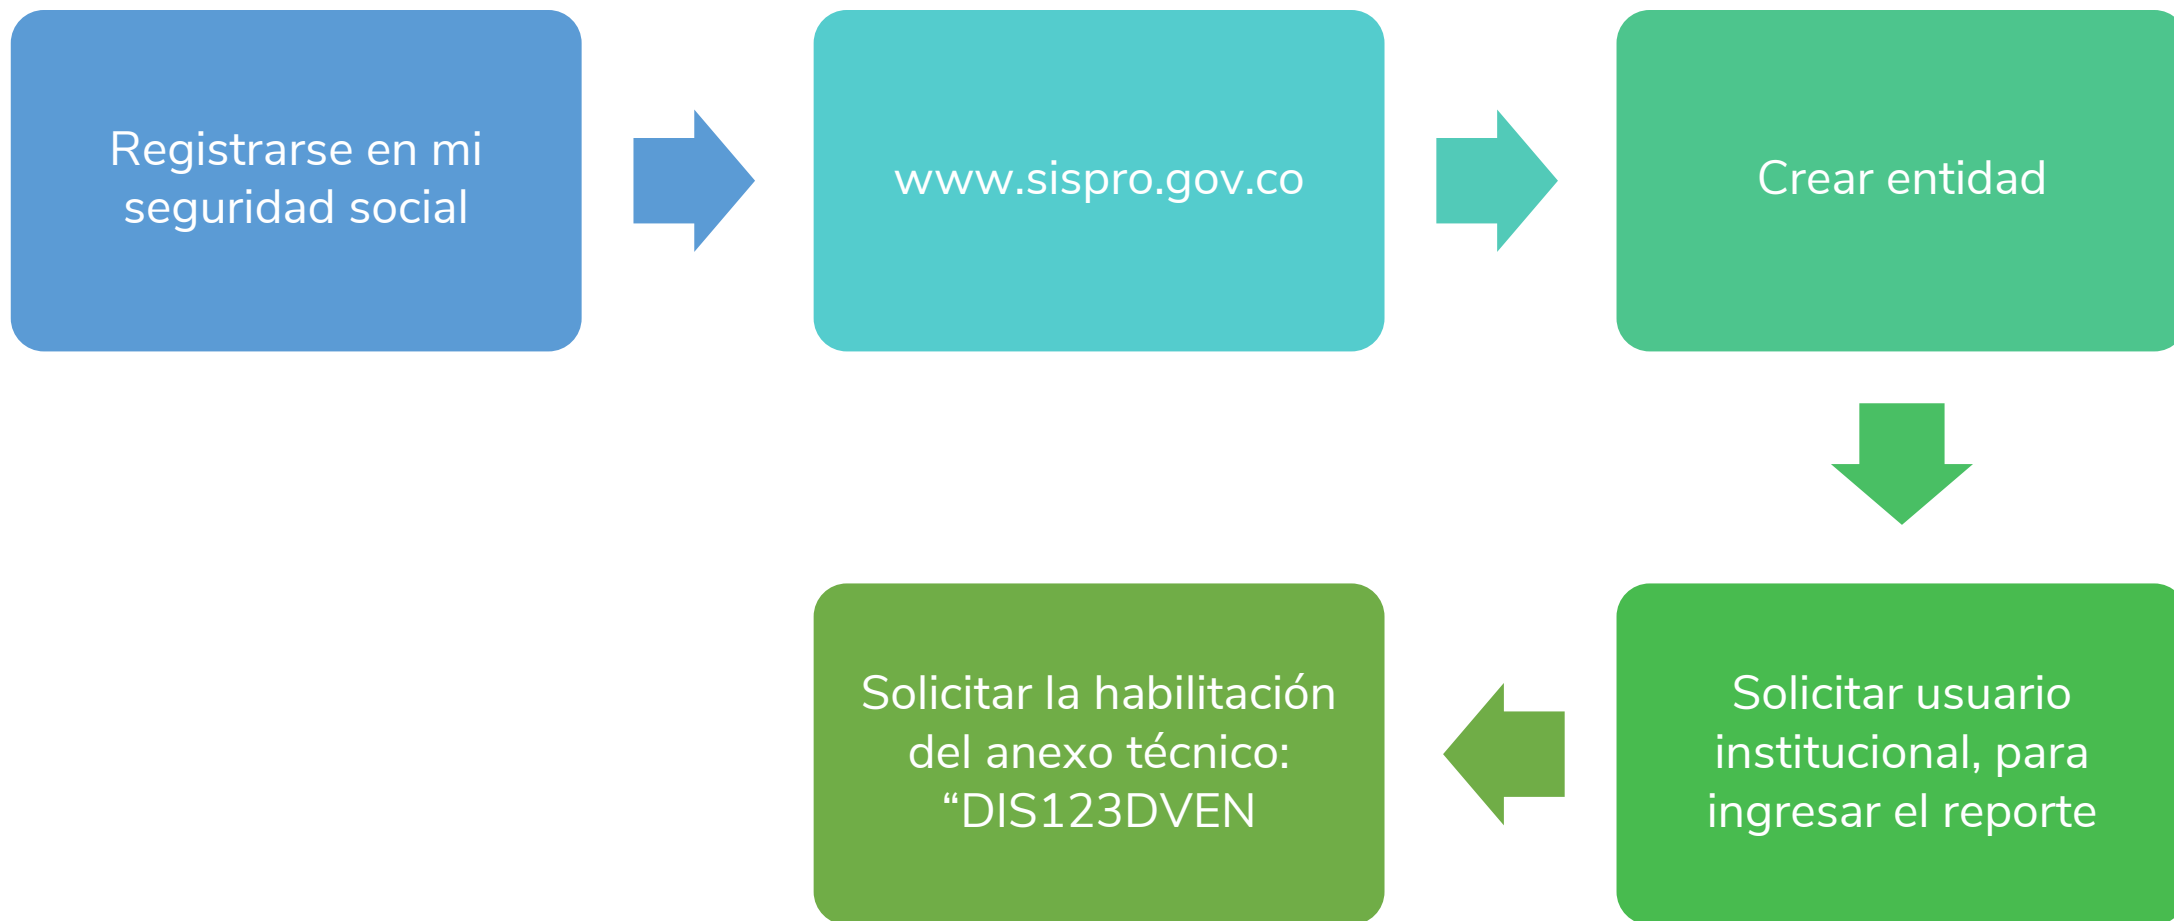 Registrarse en mi
seguridad social
www.sispro.gov.co
Crear entidad
Solicitar usuario
institucional, para
ingresar el reporte
Solicitar la habilitación
del anexo técnico:
“DIS123DVEN